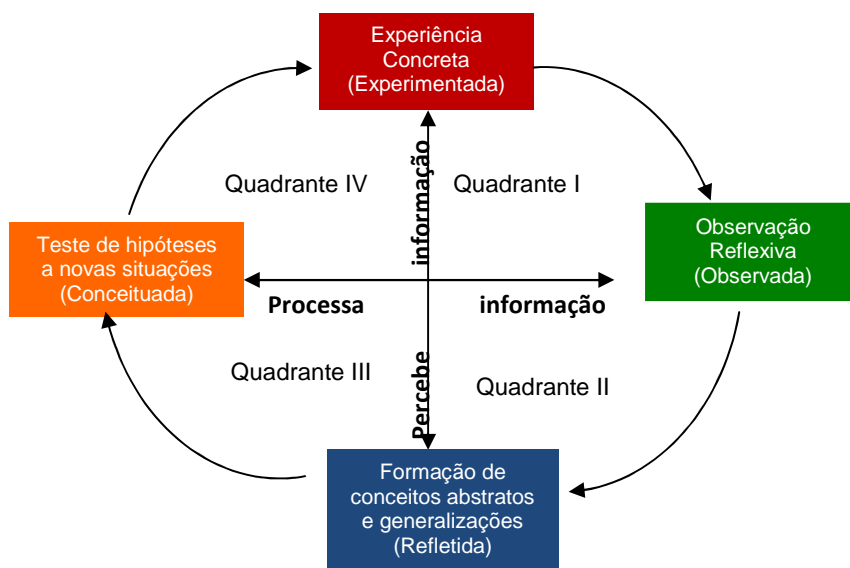 Experiência
Concreta
(Experimentada)
Quadrante IV
informação
Quadrante I
Teste de hipóteses
a novas situações
(Conceituada)
Observação
Reflexiva
(Observada)
Processa
informação
Quadrante III
Percebe
Quadrante II
Formação de
conceitos abstratos
e generalizações
(Refletida)